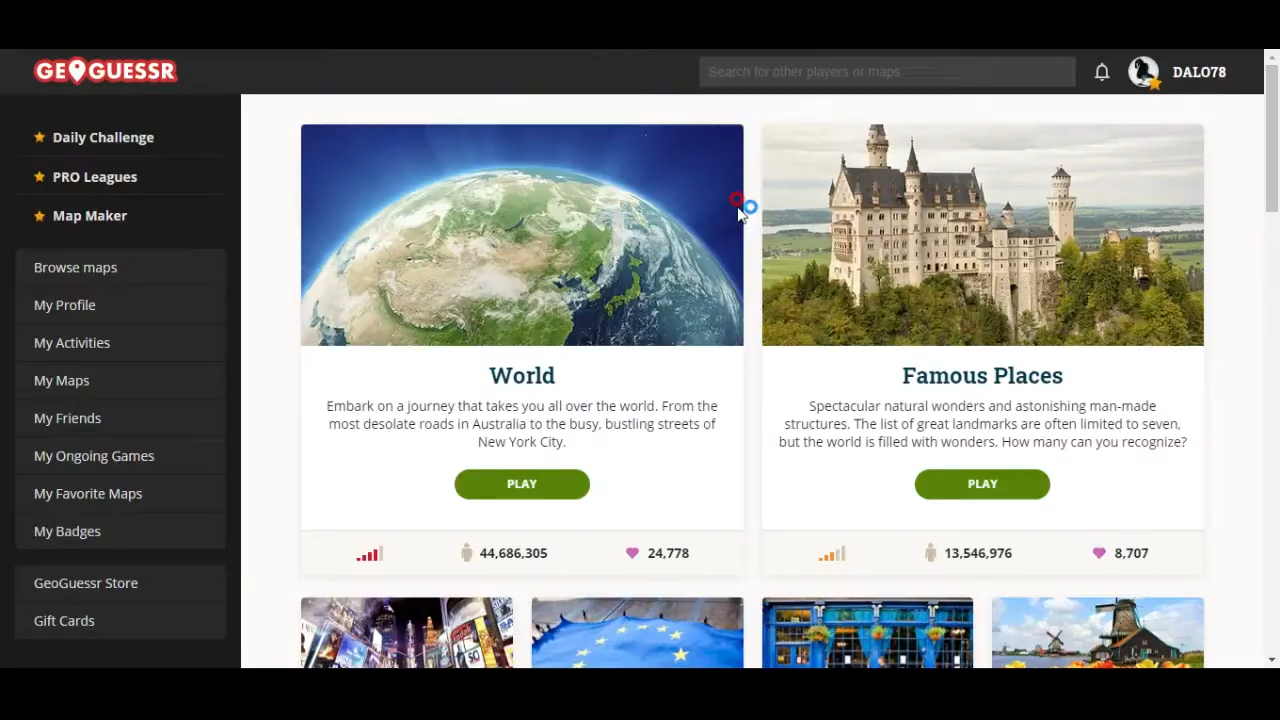 GEOGUESSR
Search for other players or maps
DALO78
Daily Challenge
PRO Leagues
Map Maker
Browse maps
My Profile
My Activities
My Maps
My Friends
My Ongoing Games
My Favorite Maps
My Badges
GeoGuessr Store
Gift Cards
World
Embark on a journey that takes you all over the world. From the
most desolate roads in Australia to the busy, bustling streets of
New York City.
PLAY
44,686,305
24,778
Famous Places
Spectacular natural wonders and astonishing man-made
structures. The list of great landmarks are often limited to seven,
but the world is filled with wonders. How many can you recognize?
PLAY
13,546,976
8,707